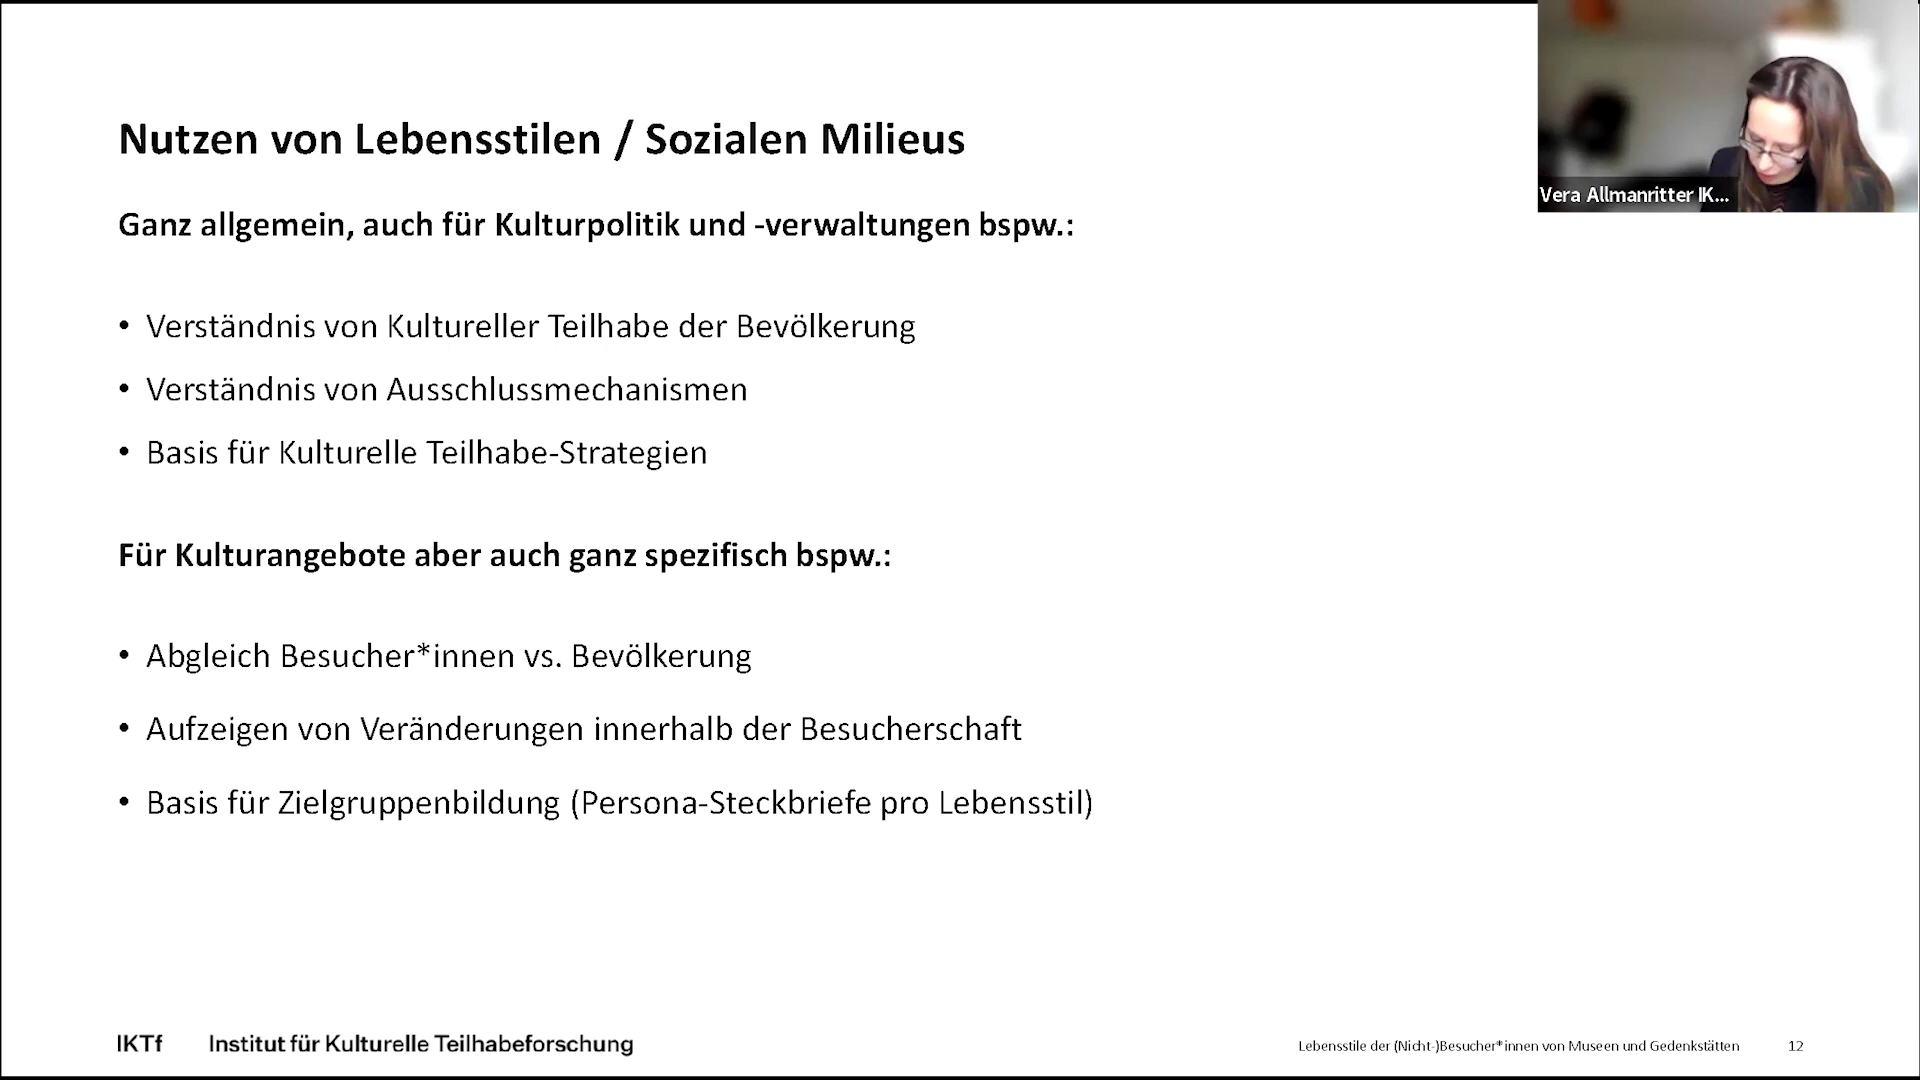 Vera Allmanritter IK...
Nutzen von Lebensstilen / Sozialen Milieus
Ganz allgemein, auch für Kulturpolitik und -verwaltungen bspw.:
• Verständnis von Kultureller Teilhabe der Bevölkerung
• Verständnis von Ausschlussmechanismen
• Basis für Kulturelle Teilhabe-Strategien
Für Kulturangebote aber auch ganz spezifisch bspw.:
• Abgleich Besucher*innen vs. Bevölkerung
• Aufzeigen von Veränderungen innerhalb der Besucherschaft
• Basis für Zielgruppenbildung (Persona-Steckbriefe pro Lebensstil)
IKTf Institut für Kulturelle Teilhabeforschung
Lebensstile der (Nicht-)Besucher*innen von Museen und Gedenkstätten 12